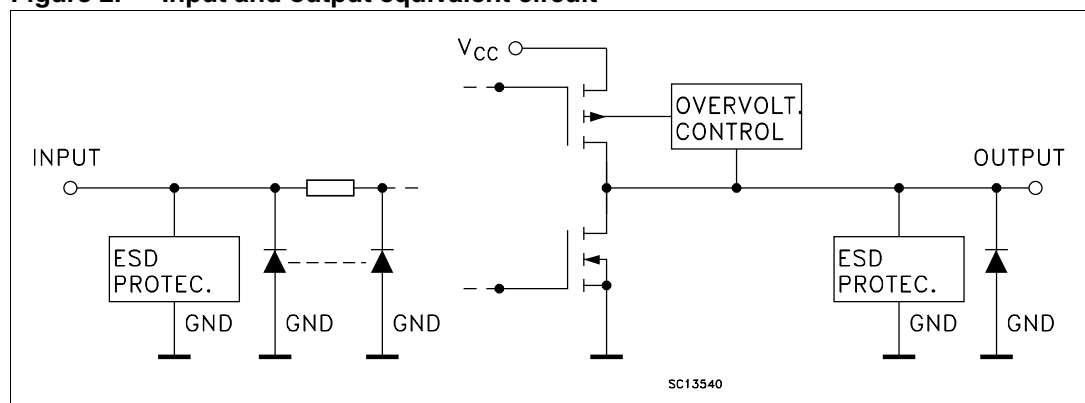 Figure 2. Input and output equivalent circuit
VCC
OVERVOLT.
CONTROL
INPUT
OUTPUT
ESD
PROTEC.
ESD
PROTEC.
GND
GND
GND
GND
GND
SC13540